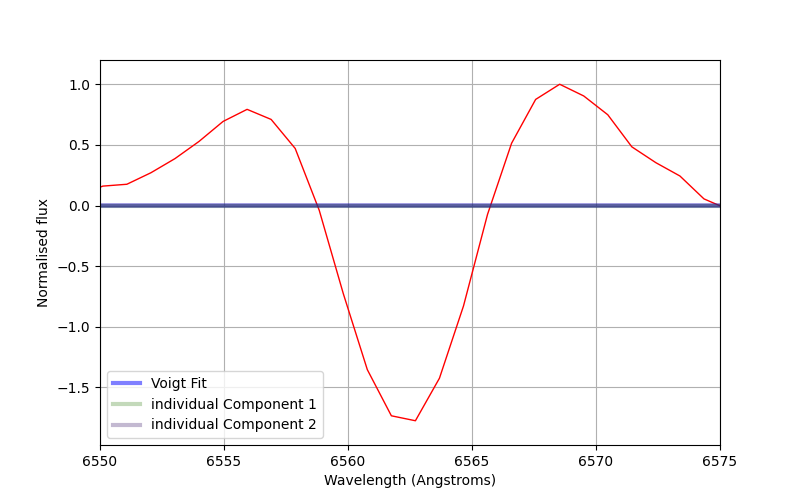 1.0
0.5
0.0
−0.5
−1.0
−1.5
Normalised flux
Voigt Fit
individual Component 1
individual Component 2
6550 6555 6560 6565 6570 6575
Wavelength (Angstroms)